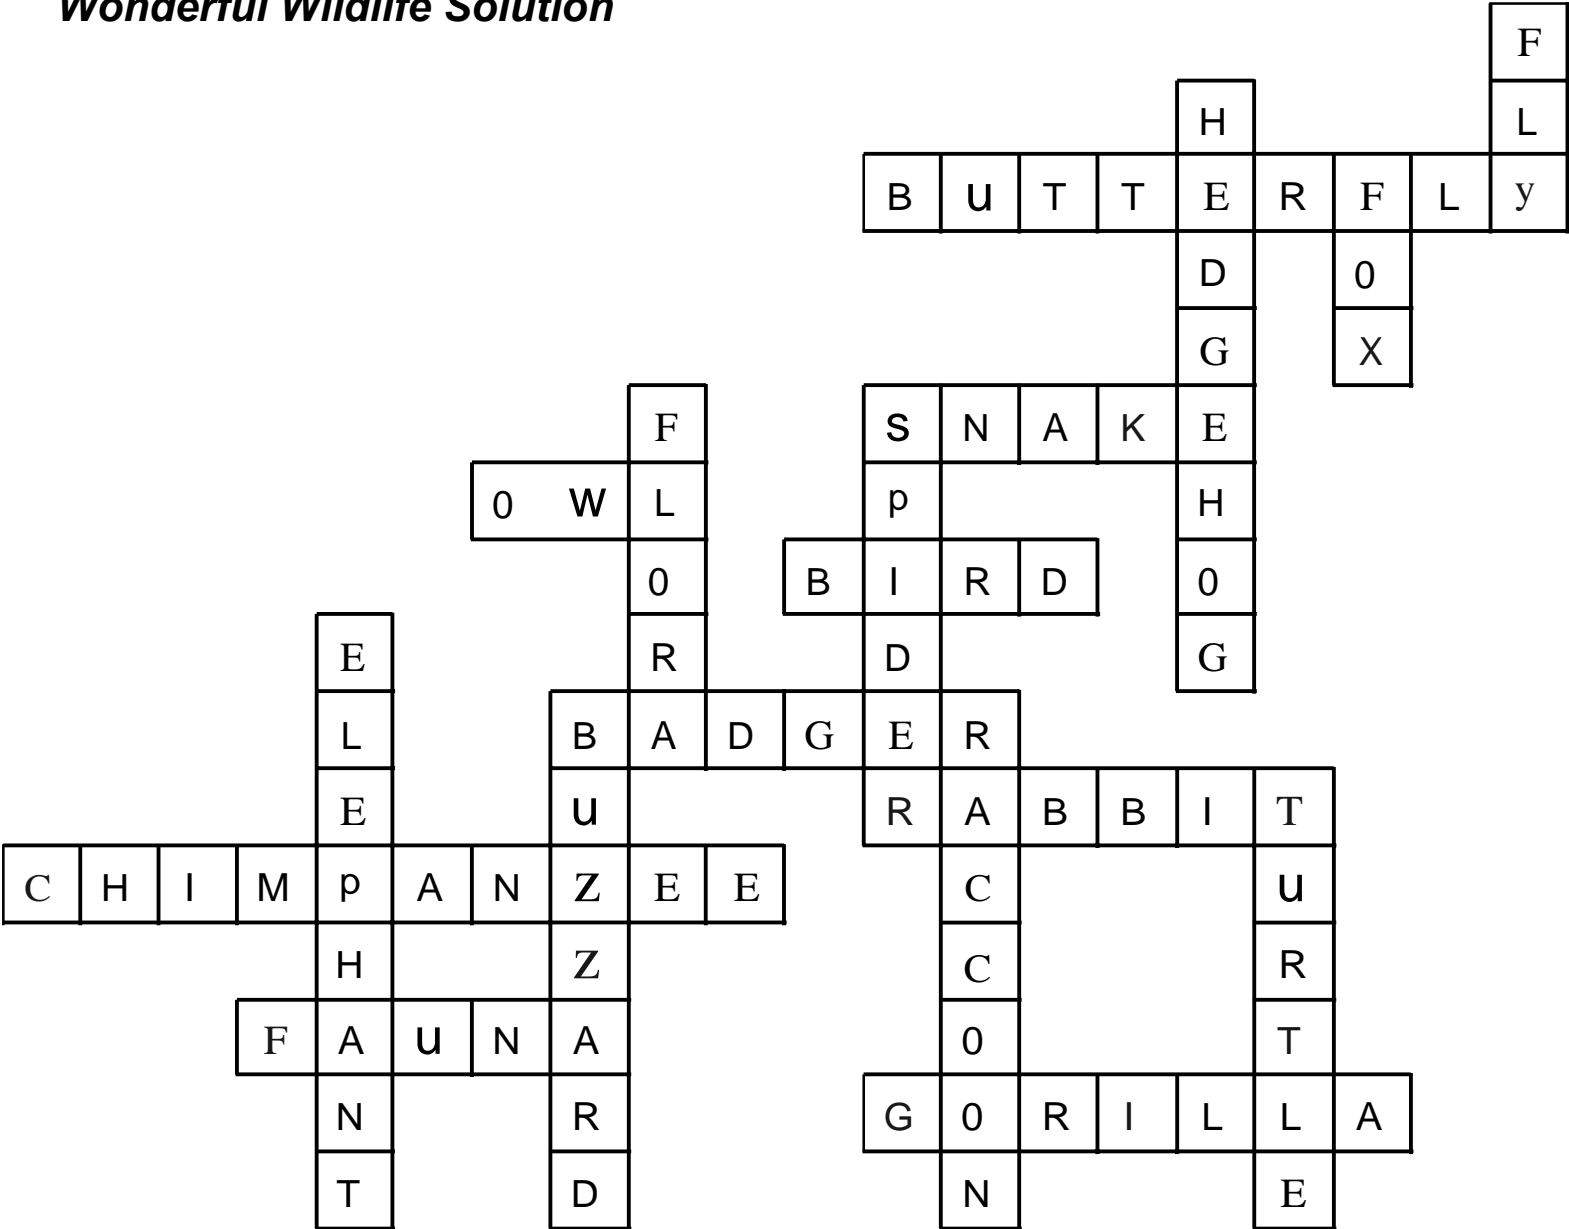 Wonderful Wildlife Solution
F
H L
B u T T E R F L y
D 0
G X
F s N A K E
0 w L p H
0 B I R D 0
E R D G
L B A D G E R
E u R A B B I T
C H I M p A N Z E E C u
H Z C R
F A u N A 0 T
N R G 0 R I L L A
T D N E